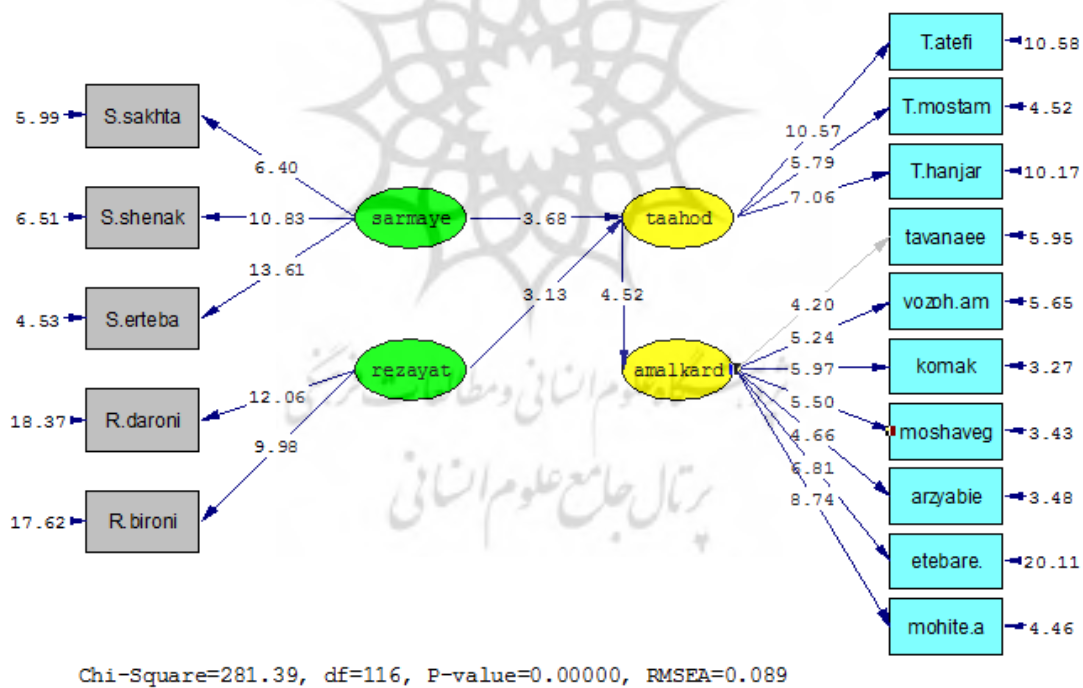 T.atefi
10.58
T.mostam
4.52
T.hanjar
10.17
tavanaee
5.95
vozoh.am
5.65
komak
3.27
moshaveg
3.43
arzyabie
3.48
etebare.
20.11
mohite.a
4.46
5.99
S.sakhta
6.51
S.shenak
4.53
S.erteba
18.37
R.daroni
17.62
R.bironi
6.40
10.83
13.61
12.06
9.98
sarmaye
rezayat
3.68
3.13
4.52
taahod
amalkard
10.57
5.79
7.06
4.20
5.24
5.97
5.50
4.66
6.81
8.74
پرتال جامع علوم انسانی
Chi-Square=281.39, df=116, P-value=0.00000, RMSEA=0.089